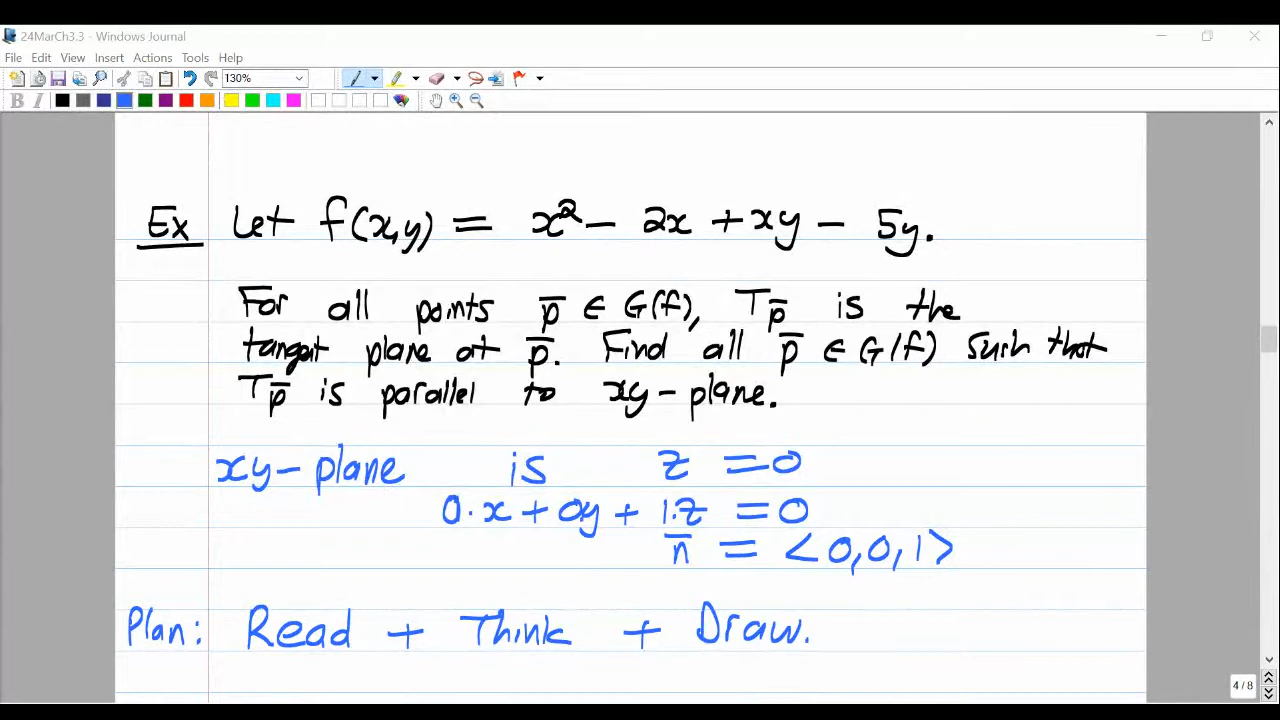 24MarCh3.3 - Windows Journal
File Edit View Insert Actions Tools Help
130%
B I
Ex Let f(x,y) = x² - 2x + xy - 5y.
For all points p̅ ∈ G(f), Tp̅ is the
tangent plane at p̅. Find all p̅ ∈ G(f) such that
Tp̅ is parallel to xy-plane.
xy-plane is z = 0
0.x + 0y + 1.z = 0
n̅ = <0,0,1>
Plan: Read + Think + Draw.
4 / 8